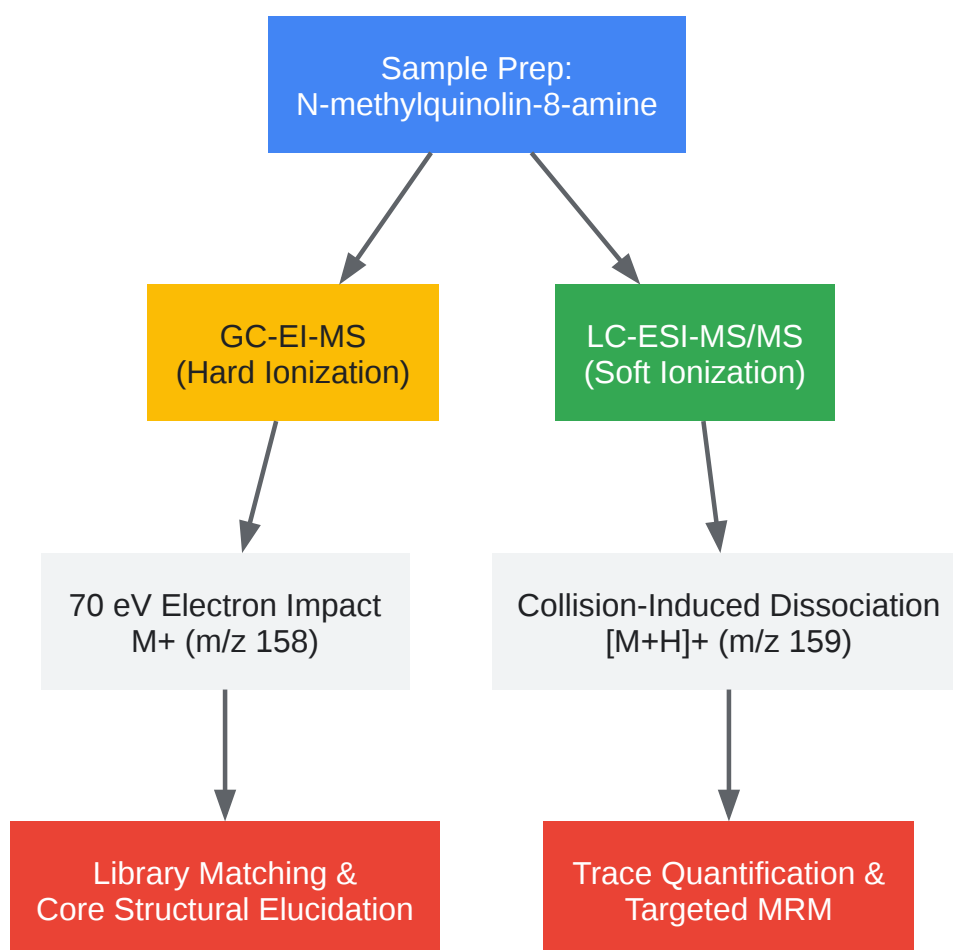 Sample Prep:
N-methylquinolin-8-amine
GC-EI-MS
(Hard Ionization)
LC-ESI-MS/MS
(Soft Ionization)
70 eV Electron Impact
M+ (m/z 158)
Collision-Induced Dissociation
[M+H]+ (m/z 159)
Library Matching &
Core Structural Elucidation
Trace Quantification &
Targeted MRM